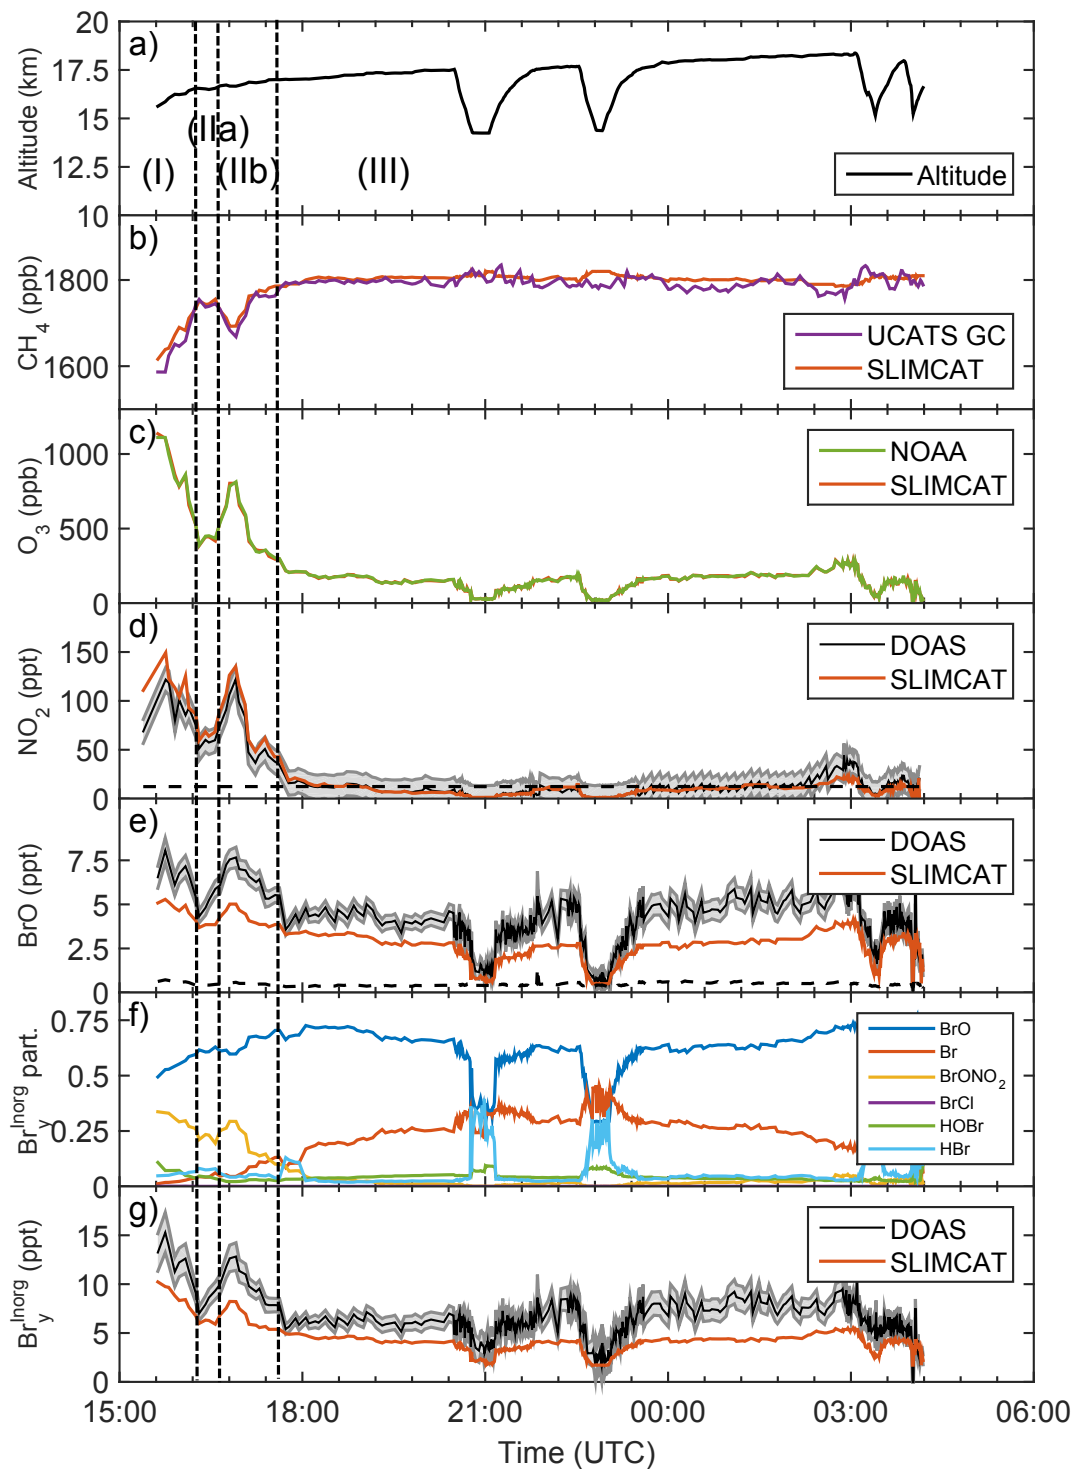 a)
Altitude (km)
20
17.5
15
12.5
10
(I)
(IIa)
(IIb)
(III)
Altitude
b)
CH4 (ppb)
1800
1600
UCATS GC
SLIMCAT
c)
O3 (ppb)
1000
500
0
NOAA
SLIMCAT
d)
NO2 (ppt)
150
100
50
0
DOAS
SLIMCAT
e)
BrO (ppt)
7.5
5
2.5
0
DOAS
SLIMCAT
f)
Bry^Inorg part.
0.75
0.5
0.25
0
BrO
Br
BrONO2
BrCl
HOBr
HBr
g)
Bry^Inorg (ppt)
15
10
5
0
DOAS
SLIMCAT
15:00 18:00 21:00 00:00 03:00 06:00
Time (UTC)